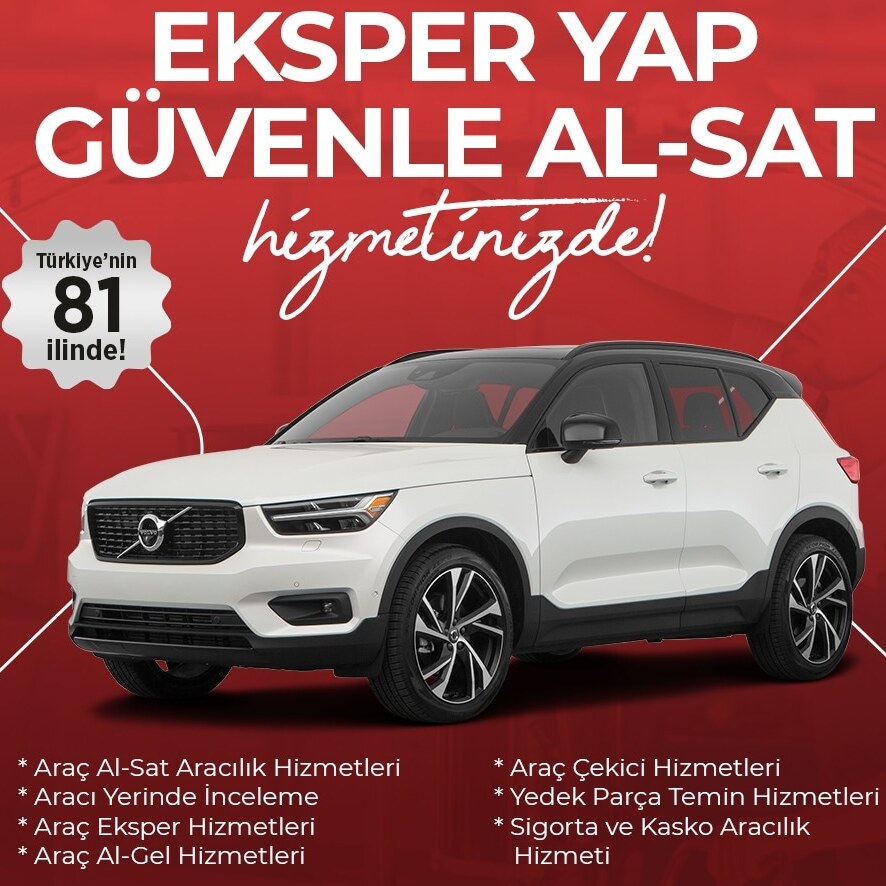 EKSPER YAP
GÜVENLE AL-SAT
hizmetinizde!
Türkiye’nin
81
ilinde!
VOLVO
* Araç Al-Sat Aracılık Hizmetleri
* Aracı Yerinde İnceleme
* Araç Eksper Hizmetleri
* Araç Al-Gel Hizmetleri
* Araç Çekici Hizmetleri
* Yedek Parça Temin Hizmetleri
* Sigorta ve Kasko Aracılık
Hizmeti